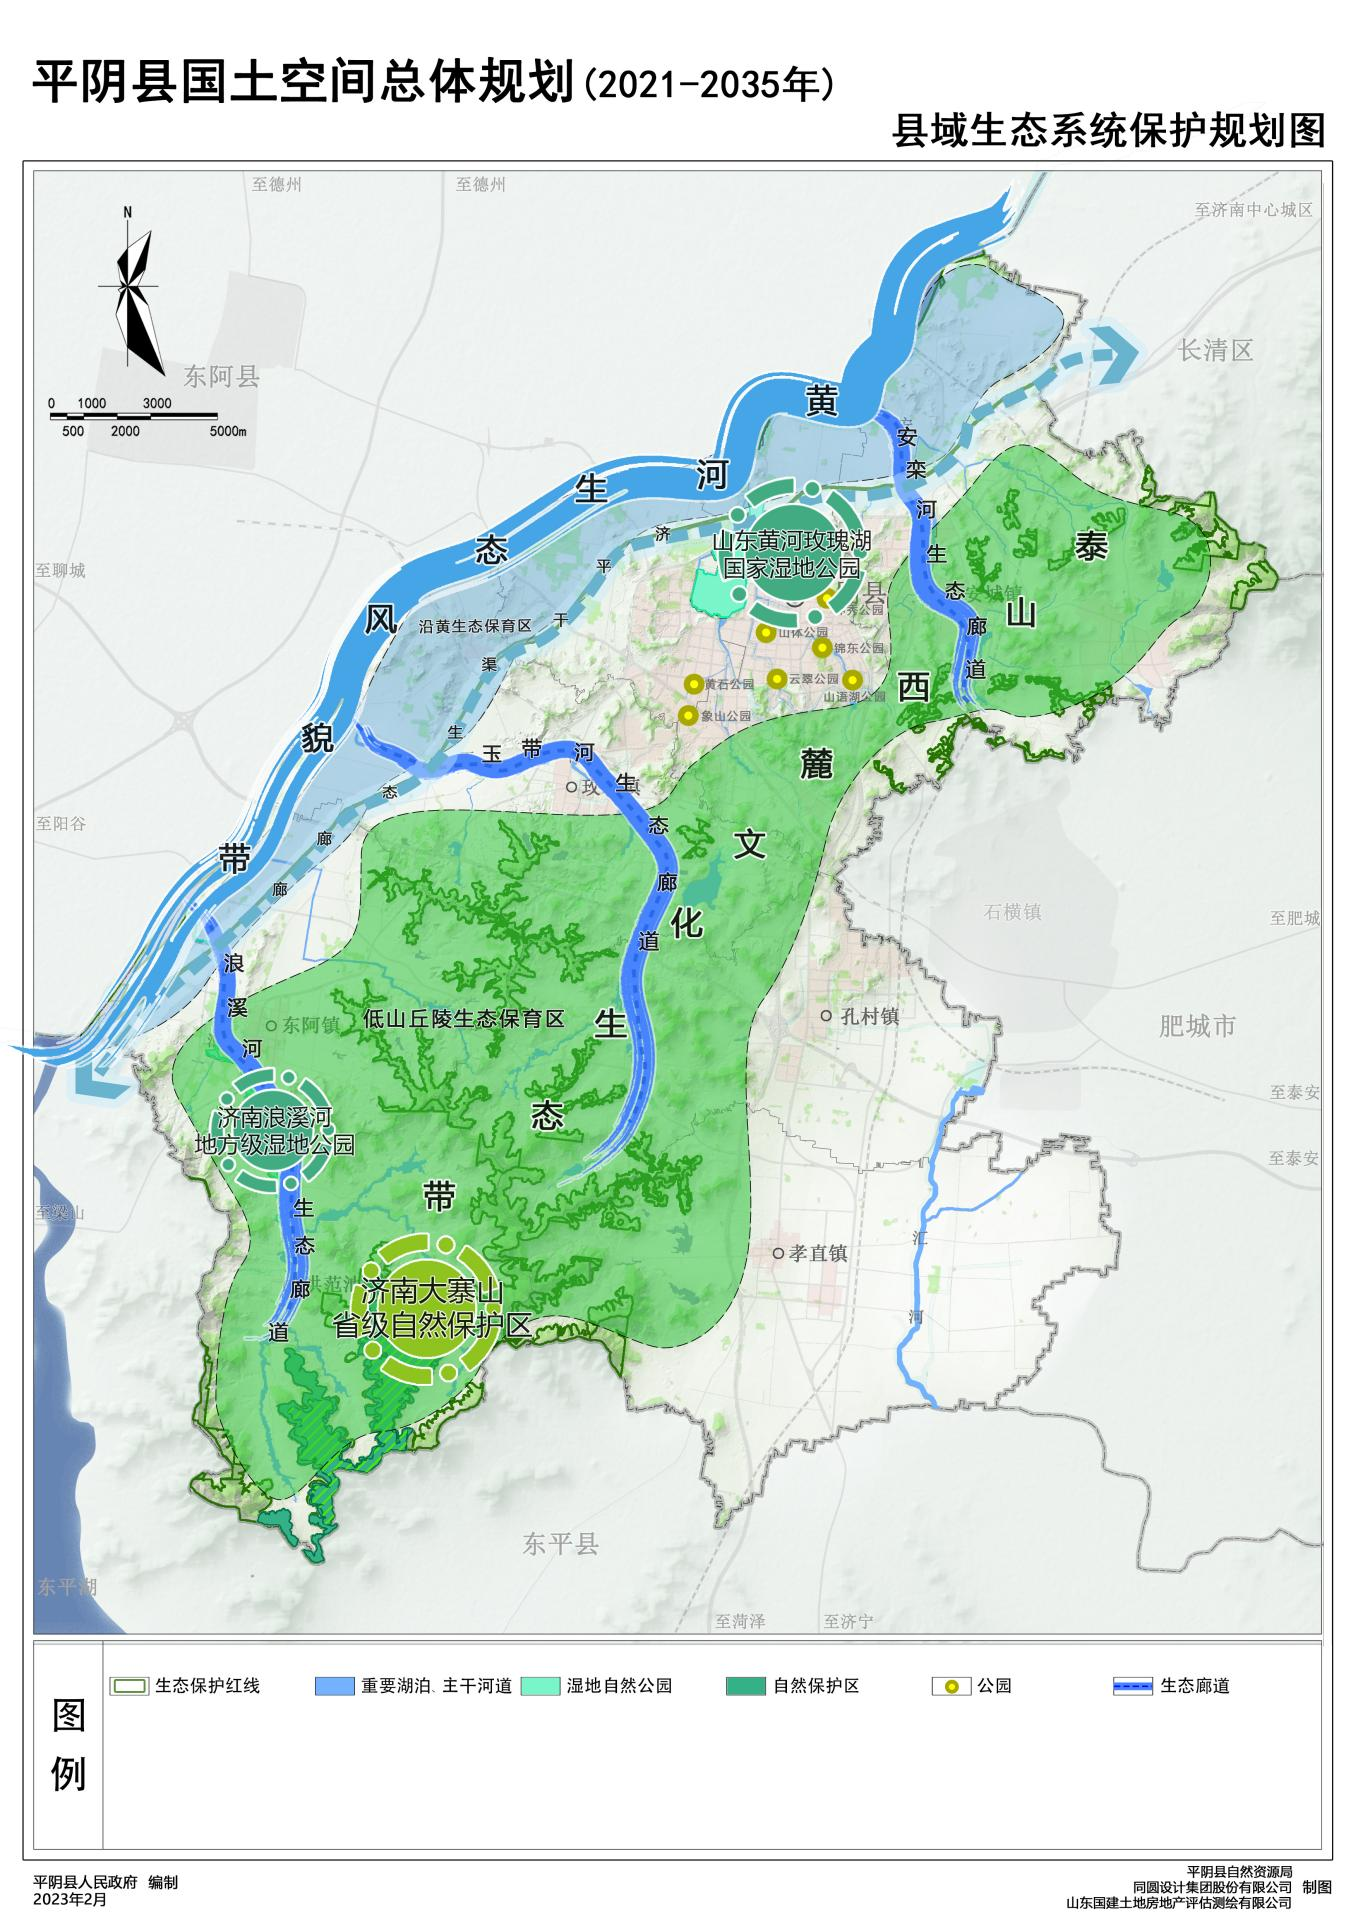 平阴县国土空间总体规划(2021-2035年)
县域生态系统保护规划图
至德州
至德州
至济南中心城区
N
东阿县
长清区
0 1000 3000
500 2000 5000m
黄
河
生
态
风
貌
带
安
栾
河
生
态
廊
道
泰
山
西
麓
文
化
生
态
带
济
平
干
渠
生
态
廊
廊
山东黄河玫瑰湖
国家湿地公园
县
安城镇
秀公园
山体公园
锦东公园
云翠公园
黄石公园
山语湖公园
象山公园
至聊城
沿黄生态保育区
玉
带
河
生
态
廊
道
至阳谷
石横镇
至肥城
浪
溪
河
东阿镇
低山丘陵生态保育区
孔村镇
肥城市
至泰安
济南浪溪河
地方级湿地公园
至泰安
至梁山
生
态
廊
道
汇
河
孝直镇
济南大寨山
省级自然保护区
东平县
东平湖
至菏泽
至济宁
图例
生态保护红线 重要湖泊、主干河道 湿地自然公园 自然保护区 公园 生态廊道
平阴县人民政府 编制
2023年2月
平阴县自然资源局
同圆设计集团股份有限公司 制图
山东国建土地房地产评估测绘有限公司